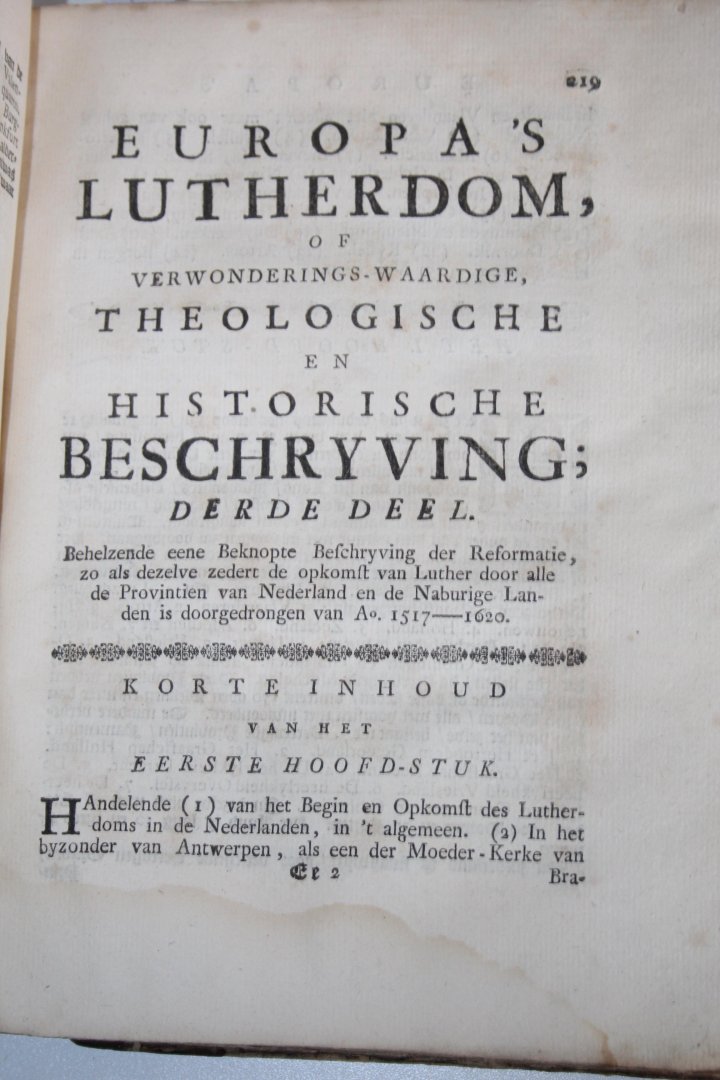 219
EUROPA'S
LUTHERDOM,
OF
VERWONDERINGS-WAARDIGE,
THEOLOGISCHE
EN
HISTORISCHE
BESCHRYVING;
DERDE DEEL.
Behelzende eene Beknopte Beſchryving der Reformatie,
zo als dezelve zedert de opkomſt van Luther door alle
de Provintien van Nederland en de Naburige Lan-
den is doorgedrongen van Ao. 1517——1620.
KORTE INHOUD
VAN HET
EERSTE HOOFD-STUK.
HAndelende (1) van het Begin en Opkomſt des Luther-
doms in de Nederlanden, in 't algemeen. (2) In het
byzonder van Antwerpen, als een der Moeder-Kerke van
Ee 2
Bra-